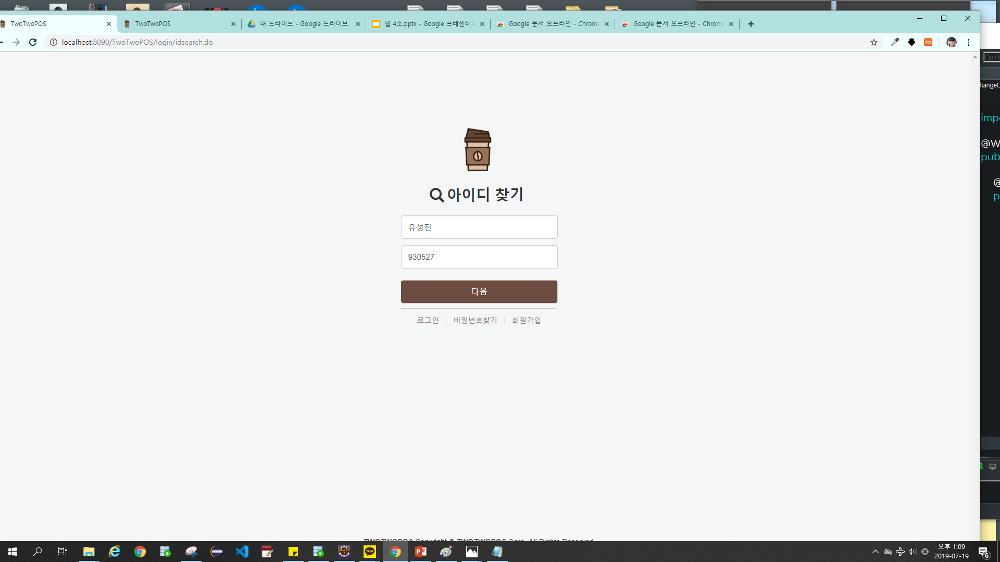 TwoTwoPOS
TwoTwoPOS
내 드라이브 - Google 드라이브
웹 4조.pptx - Google 프레젠테이
Google 문서 오프라인 - Chrome
Google 문서 오프라인 - Chrome
localhost:8090/TwoTwoPOS/login/idsearch.do
Quick
hangeC
impo
@W
pub
@
p
아이디 찾기
유성진
930527
다음
로그인 | 비밀번호찾기 | 회원가입
TWOTWOPOS Copyright © TWOTWOPOS Corp. All Rights Reserved.
TALK
오후 1:09
2019-07-19
6